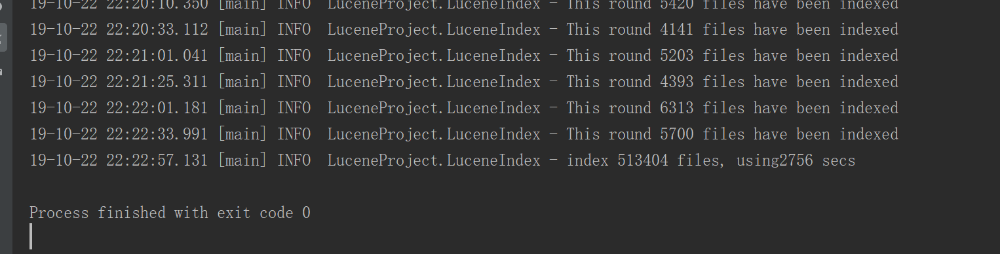 19-10-22 22:20:10.350 [main] INFO  LuceneProject.LuceneIndex - This round 5420 files have been indexed
19-10-22 22:20:33.112 [main] INFO  LuceneProject.LuceneIndex - This round 4141 files have been indexed
19-10-22 22:21:01.041 [main] INFO  LuceneProject.LuceneIndex - This round 5203 files have been indexed
19-10-22 22:21:25.311 [main] INFO  LuceneProject.LuceneIndex - This round 4393 files have been indexed
19-10-22 22:22:01.181 [main] INFO  LuceneProject.LuceneIndex - This round 6313 files have been indexed
19-10-22 22:22:33.991 [main] INFO  LuceneProject.LuceneIndex - This round 5700 files have been indexed
19-10-22 22:22:57.131 [main] INFO  LuceneProject.LuceneIndex - index 513404 files, using2756 secs
Process finished with exit code 0